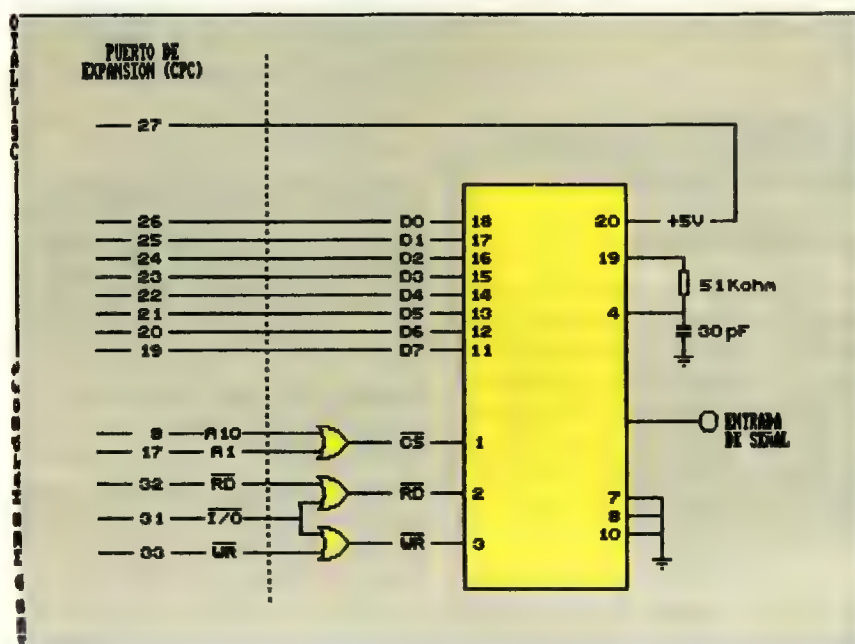 PUERTO DE
EXPANSION (CPC)
27
26 D0 18
25 D1 17
24 D2 16
23 D3 15
22 D4 14
21 D5 13
20 D6 12
19 D7 11
20 +5V
19
51Kohm
4
30pF
8 A10
17 A1
CS 1
ENTRADA
DE SEÑAL
32 RD
RD 2
31 I/O
33 WR
WR 3
7
8
10